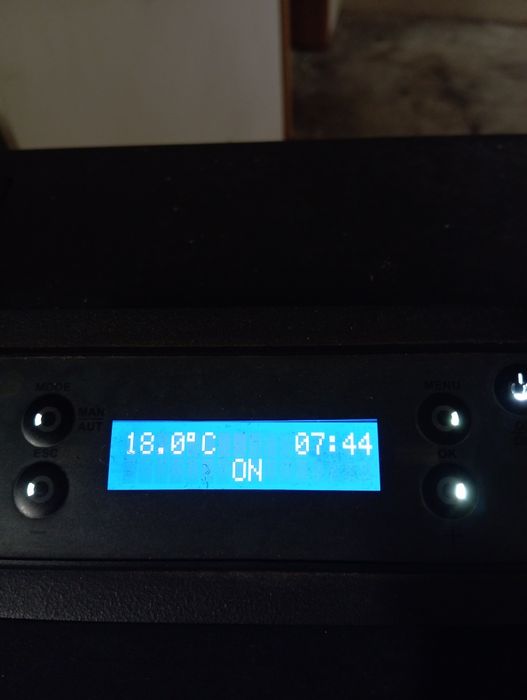 MODE
MENU
MAN
AUT
18.0°C 07:44
ON
ESC
OK